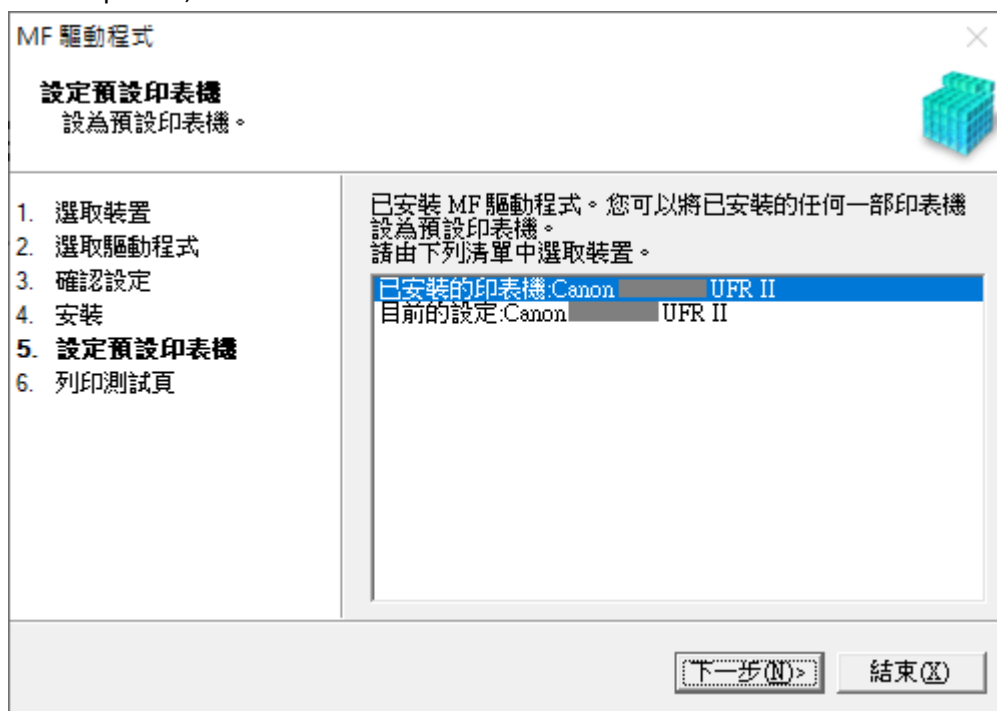 MF 驅動程式
設定預設印表機
設為預設印表機。
1. 選取裝置
2. 選取驅動程式
3. 確認設定
4. 安裝
5. 設定預設印表機
6. 列印測試頁
已安裝 MF 驅動程式。您可以將已安裝的任何一部印表機
設為預設印表機。
請由下列清單中選取裝置。
已安裝的印表機:Canon UFR II
目前的設定:Canon UFR II
下一步(N)>
結束(X)